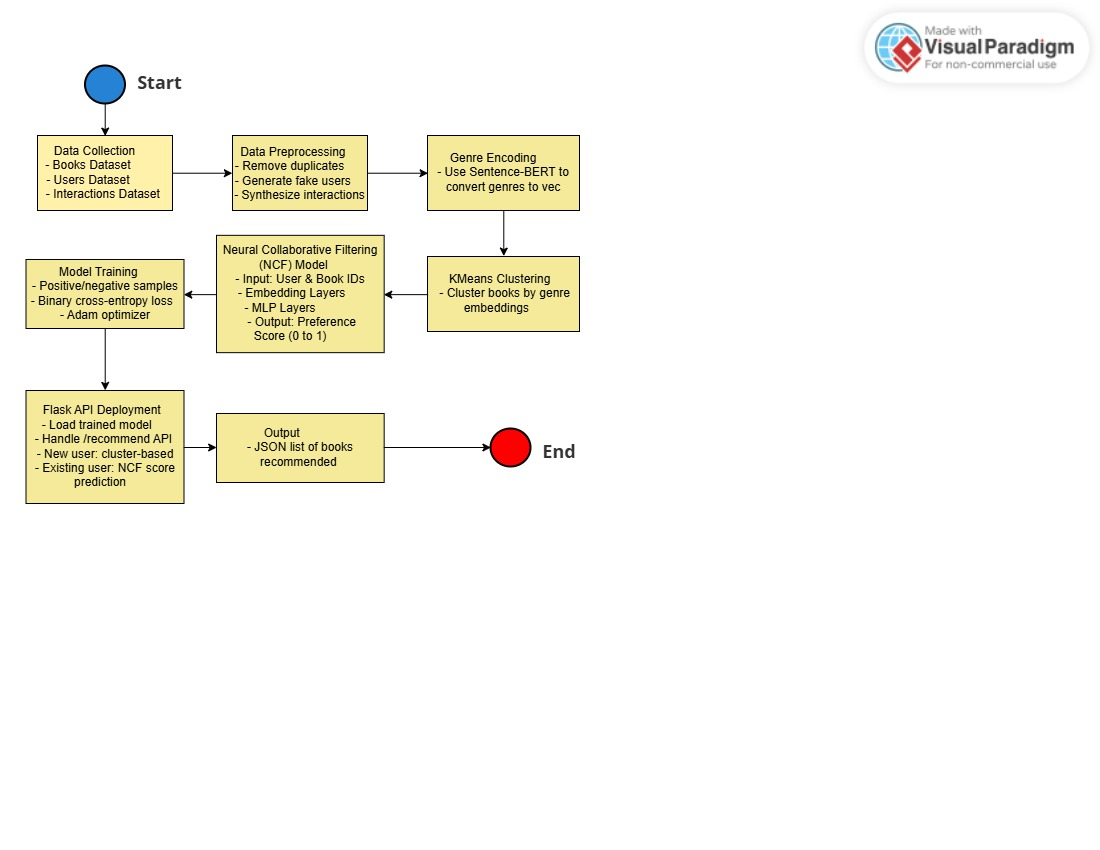 Made with
Visual Paradigm
For non-commercial use
Start
Data Collection
- Books Dataset
- Users Dataset
- Interactions Dataset
Data Preprocessing
- Remove duplicates
- Generate fake users
- Synthesize interactions
Genre Encoding
- Use Sentence-BERT to
convert genres to vec
KMeans Clustering
- Cluster books by genre
embeddings
Neural Collaborative Filtering
(NCF) Model
- Input: User & Book IDs
- Embedding Layers
- MLP Layers
- Output: Preference
Score (0 to 1)
Model Training
- Positive/negative samples
- Binary cross-entropy loss
- Adam optimizer
Flask API Deployment
- Load trained model
- Handle /recommend API
- New user: cluster-based
- Existing user: NCF score
prediction
Output
- JSON list of books
recommended
End